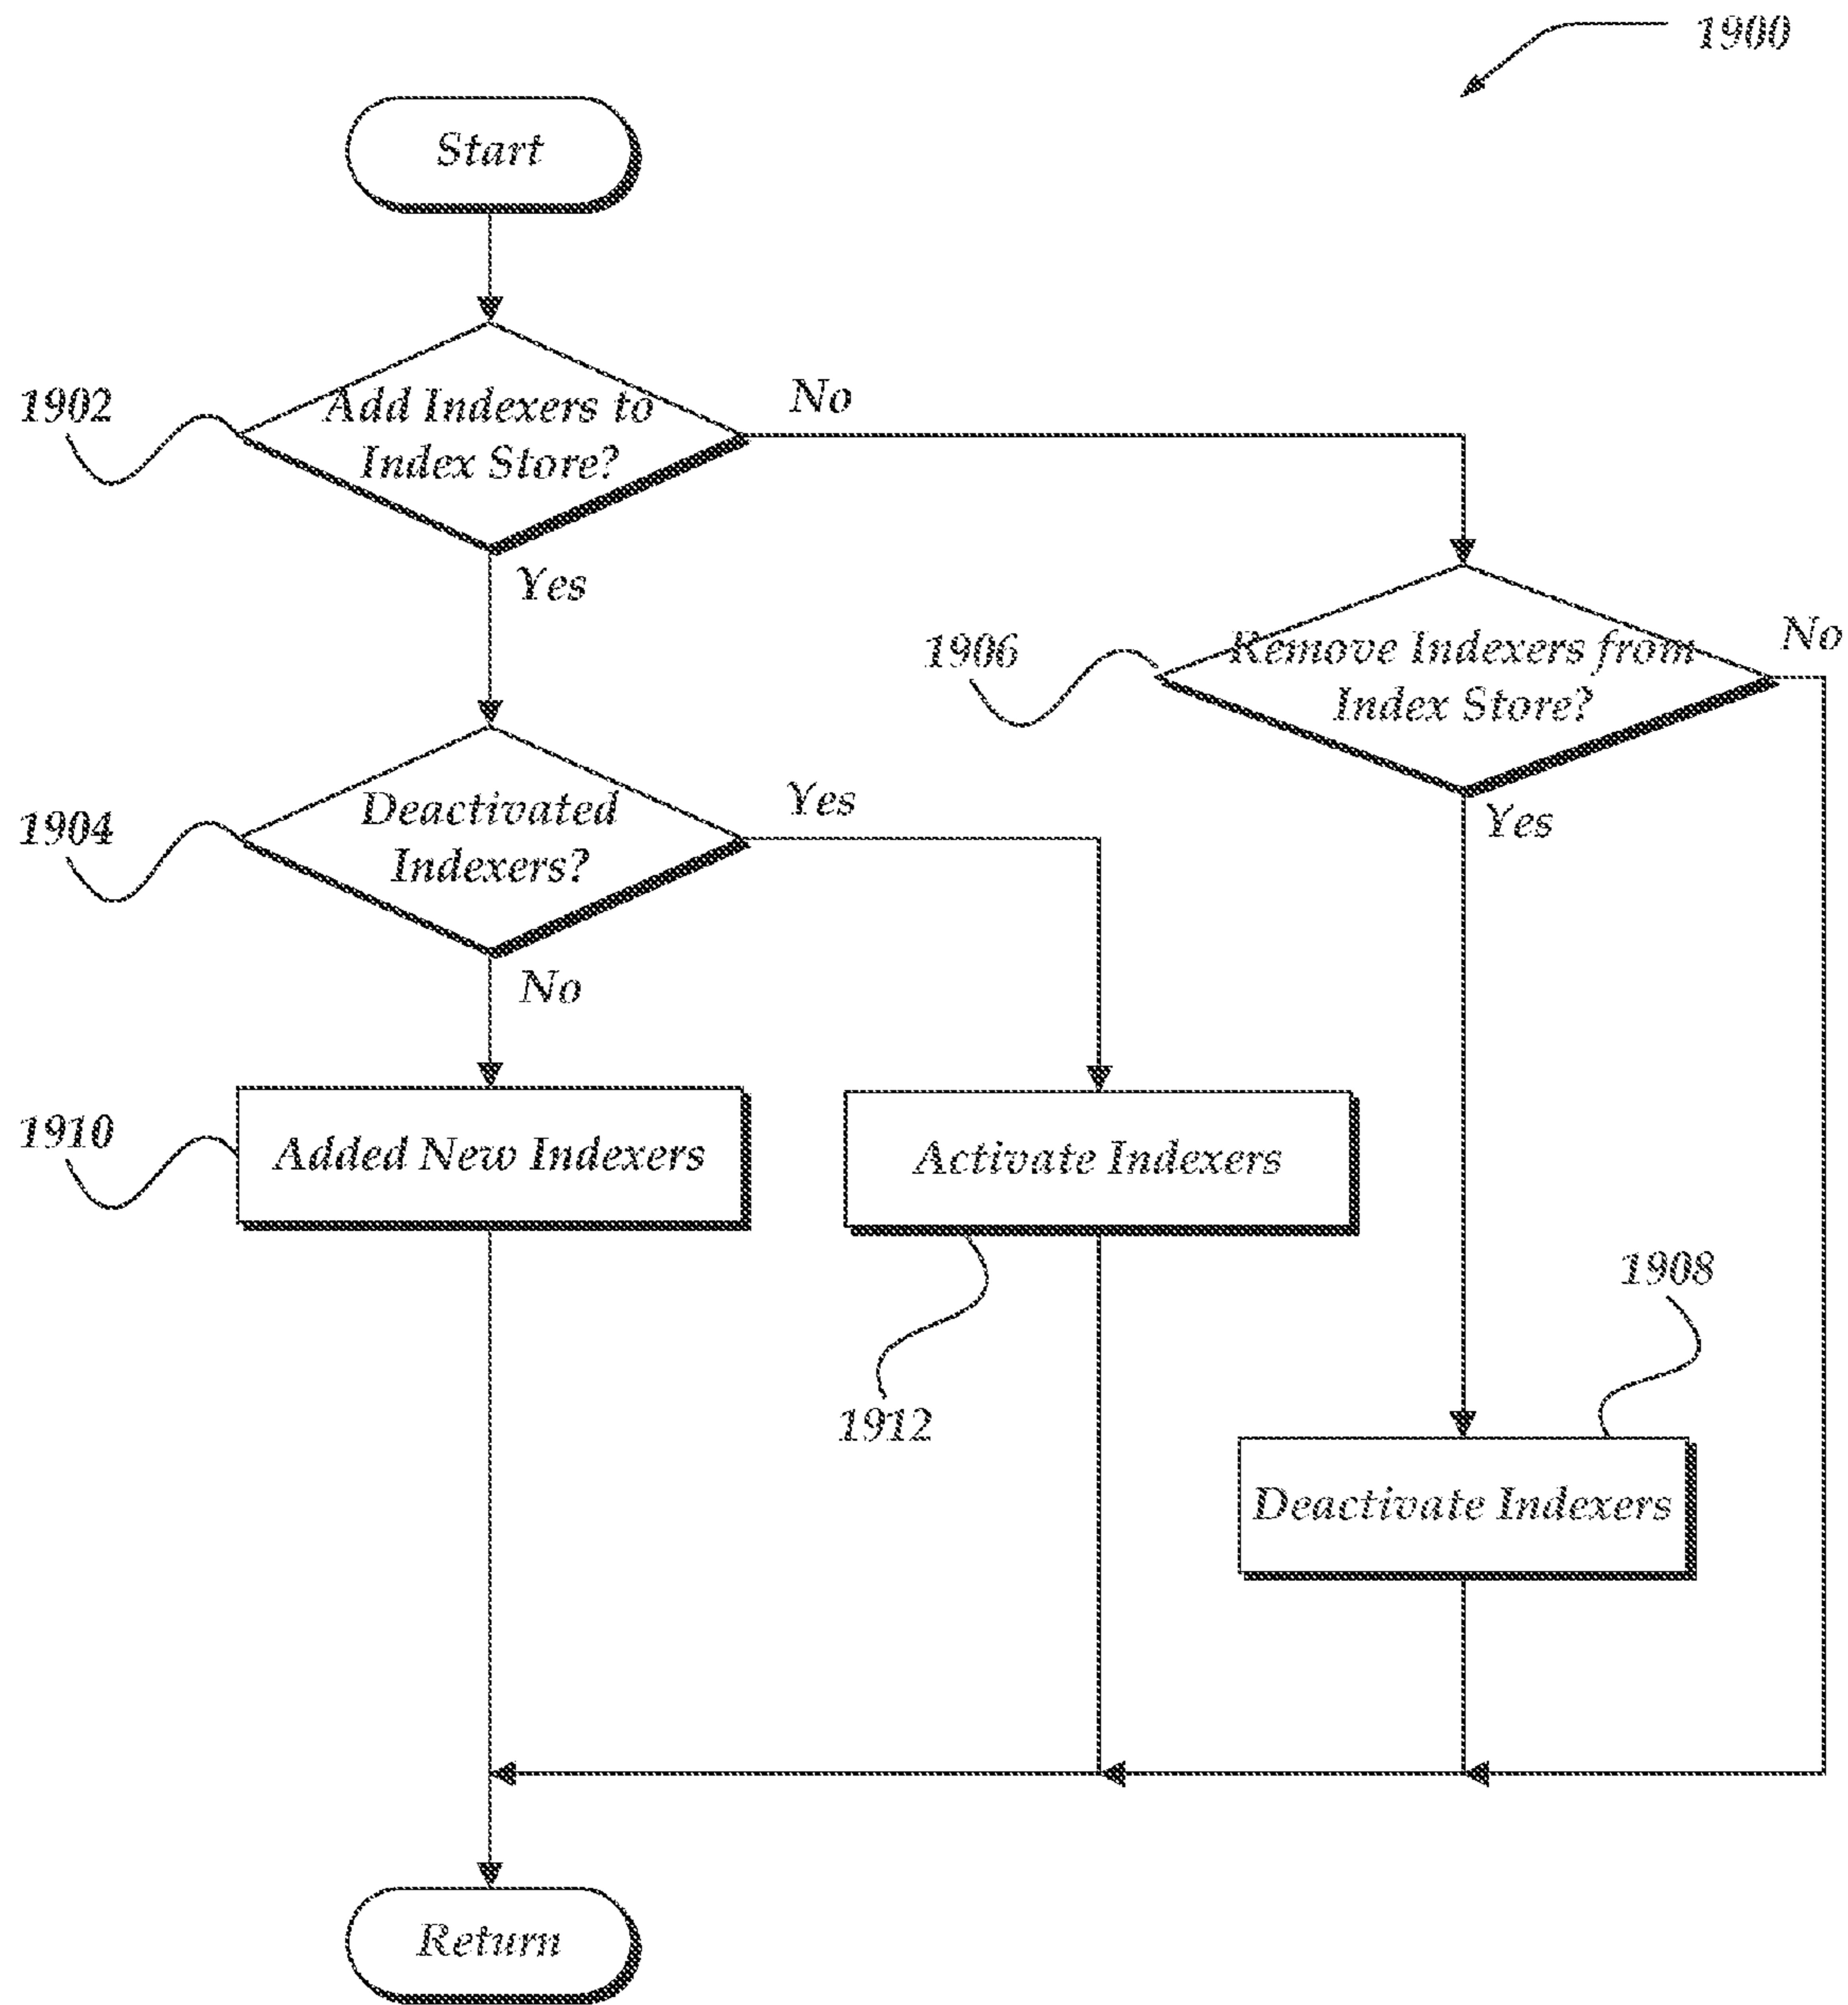 1900
Start
1902
Add Indexers to
Index Store?
No
Yes
1906
Remove Indexers from
Index Store?
No
Yes
1904
Deactivated
Indexers?
Yes
No
1910
Added New Indexers
Activate Indexers
1912
1908
Deactivate Indexers
Return